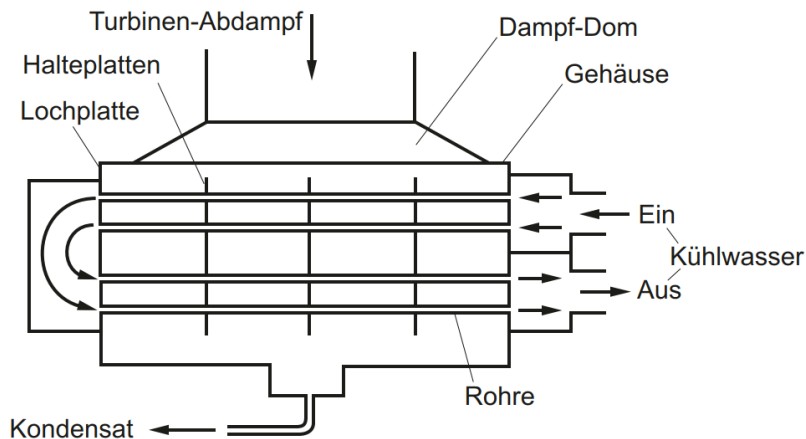 Turbinen-Abdampf
Dampf-Dom
Halteplatten
Gehäuse
Lochplatte
Ein
Kühlwasser
Aus
Rohre
Kondensat